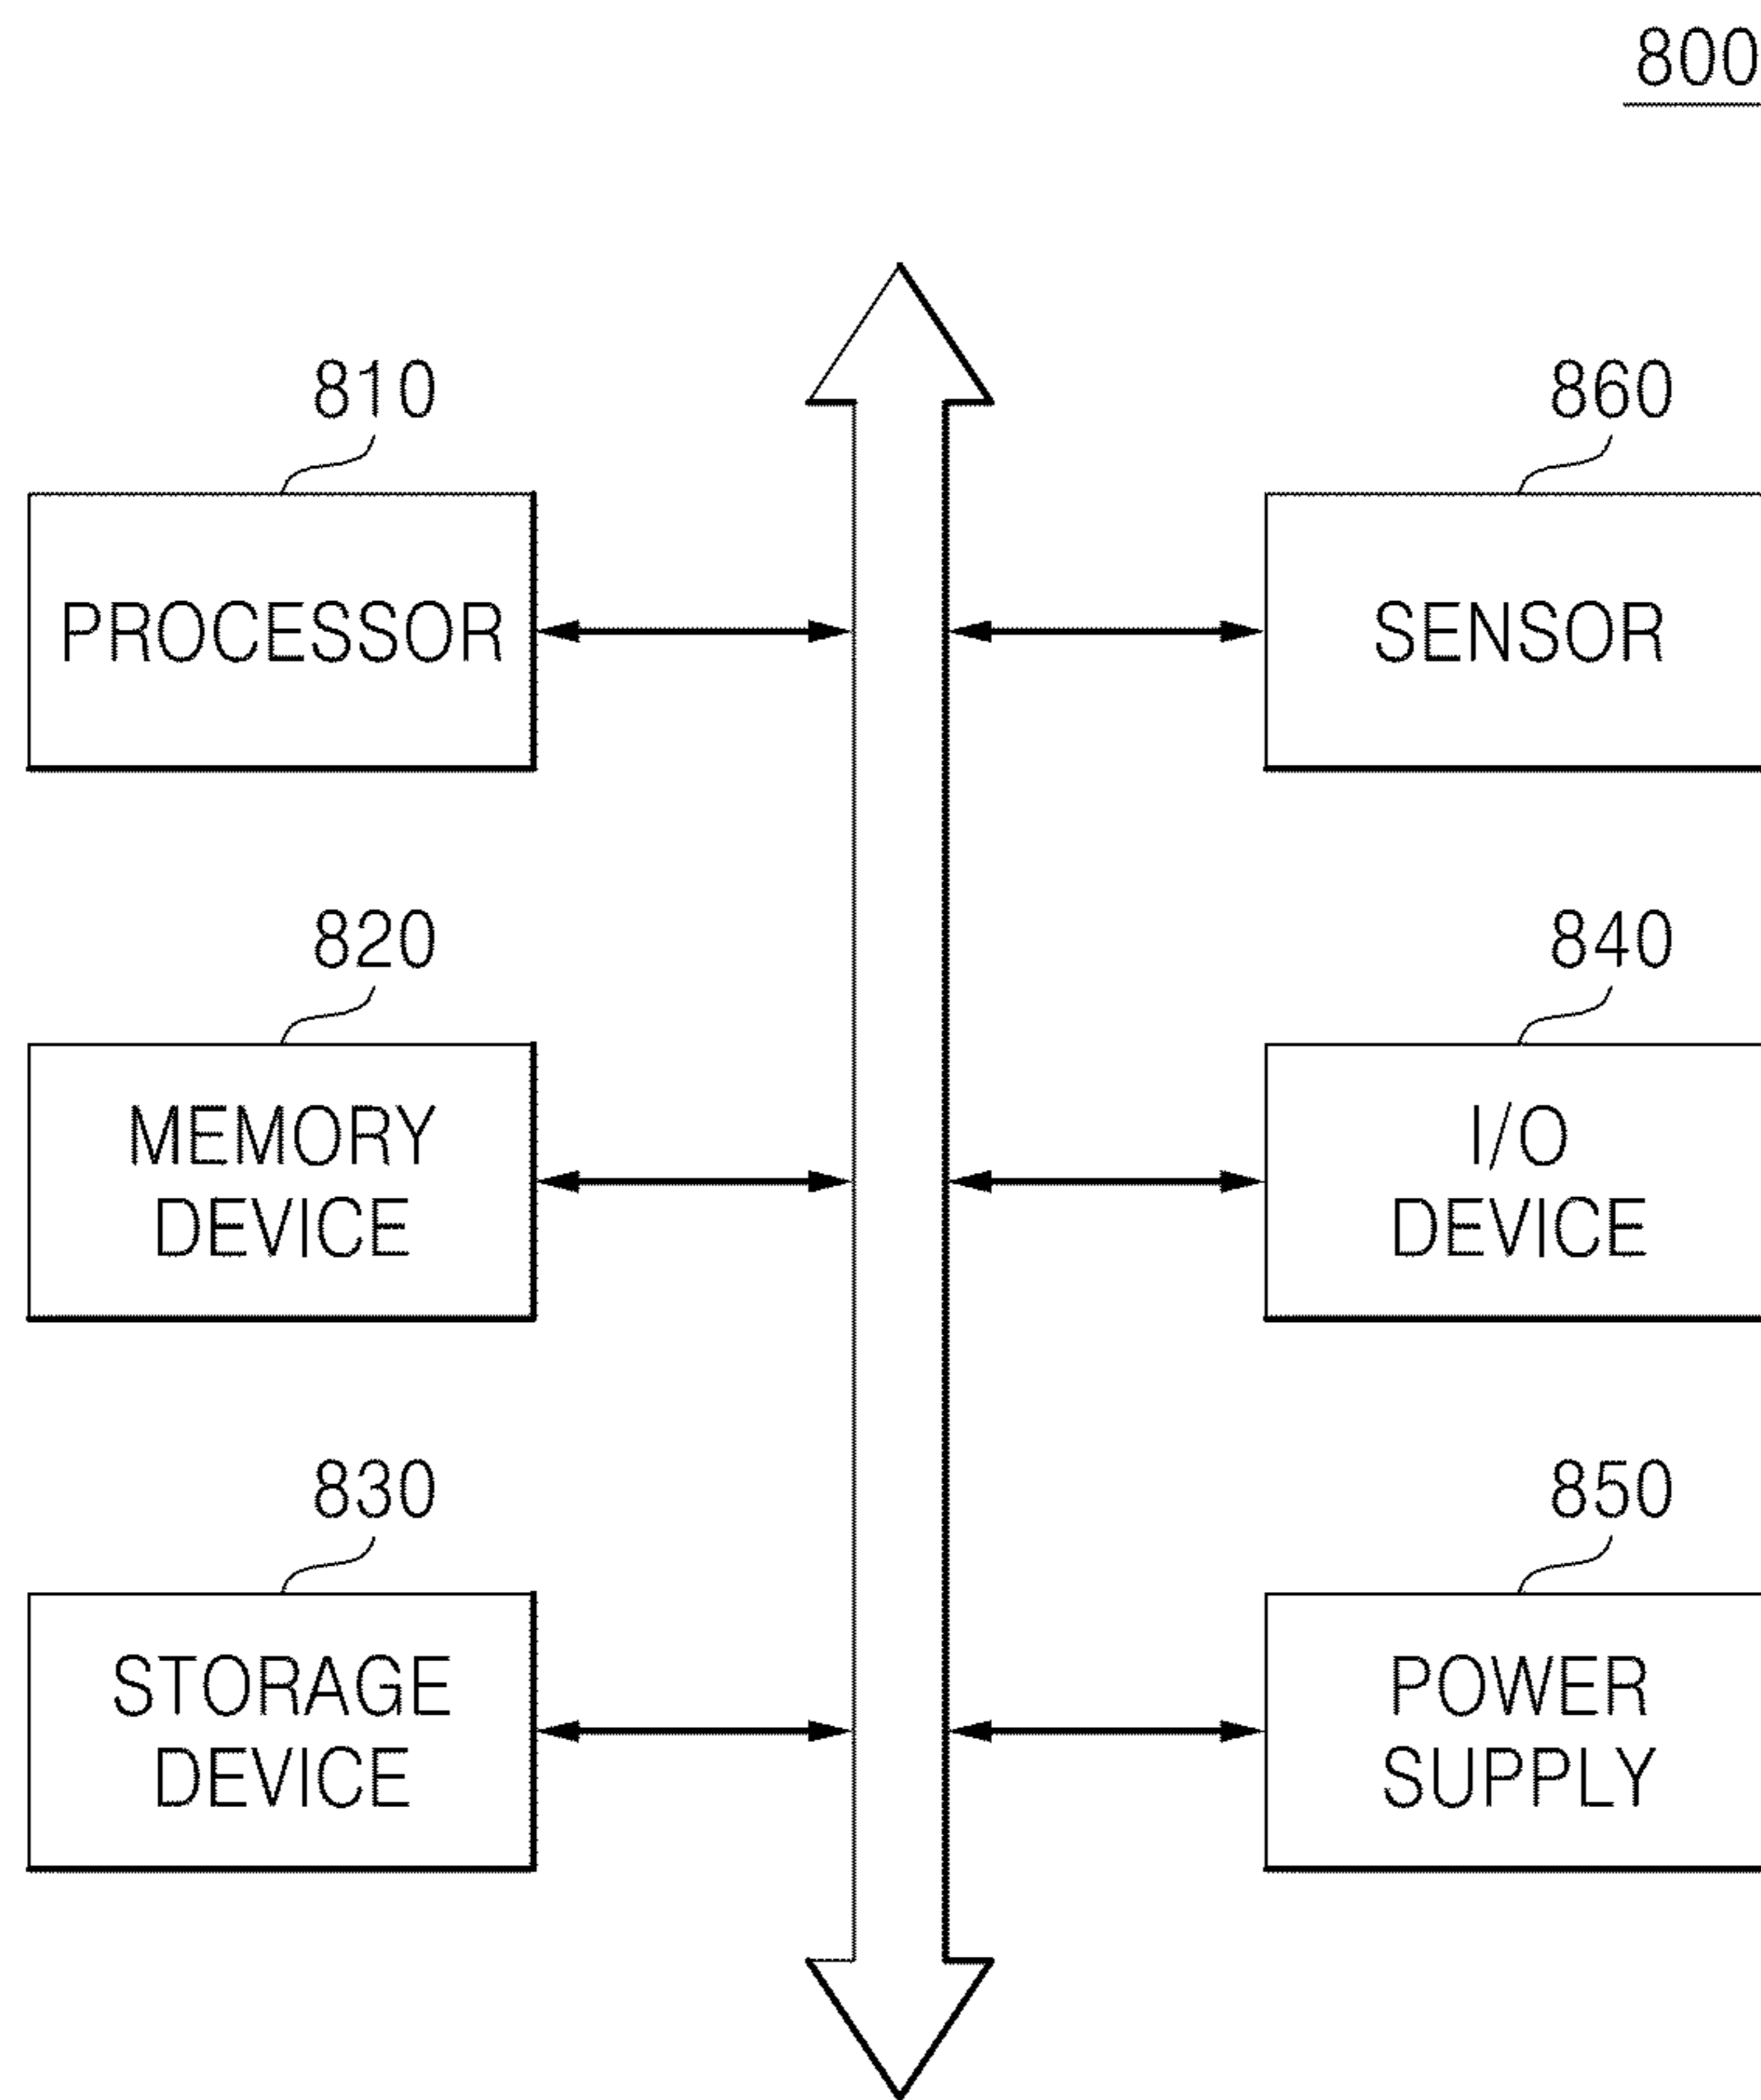 800
810
PROCESSOR
860
SENSOR
820
MEMORY
DEVICE
840
I/O
DEVICE
830
STORAGE
DEVICE
850
POWER
SUPPLY